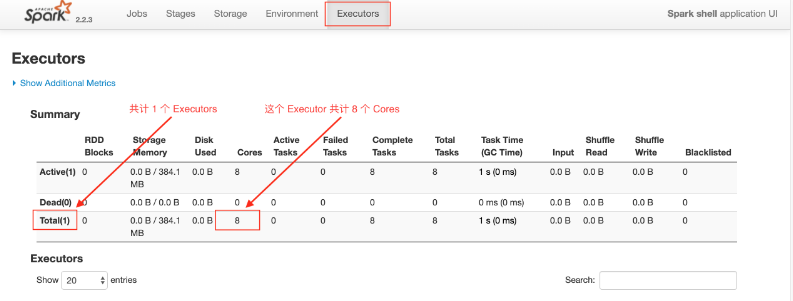 APACHE Spark 2.2.3 Jobs Stages Storage Environment Executors Spark shell application UI
Executors
Show Additional Metrics
共计 1 个 Executors 这个 Executor 共计 8 个 Cores
Summary
RDD Blocks Storage Memory Disk Used Cores Active Tasks Failed Tasks Complete Tasks Total Tasks Task Time (GC Time) Input Shuffle Read Shuffle Write Blacklisted
Active(1) 0 0.0 B / 384.1 MB 0.0 B 8 0 0 8 8 1 s (0 ms) 0.0 B 0.0 B 0.0 B 0
Dead(0) 0 0.0 B / 0.0 B 0.0 B 0 0 0 0 0 0 ms (0 ms) 0.0 B 0.0 B 0.0 B 0
Total(1) 0 0.0 B / 384.1 MB 0.0 B 8 0 0 8 8 1 s (0 ms) 0.0 B 0.0 B 0.0 B 0
Executors
Show 20 entries Search: